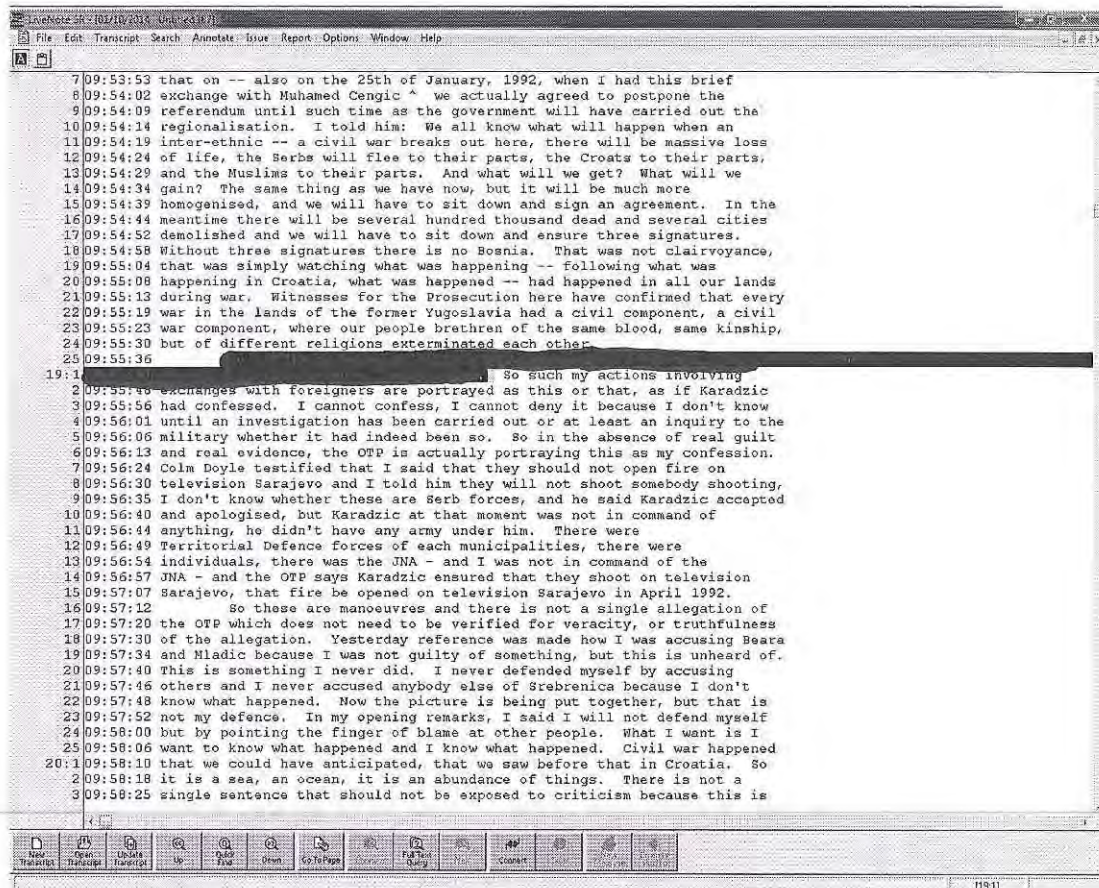 LiveNote SR - [01/10/2014 - Untitled
File Edit Transcript Search Annotate Issue Report Options Window Help
A
7 09:53:53 that on -- also on the 25th of January, 1992, when I had this brief
8 09:54:02 exchange with Muhamed Cengic ^ we actually agreed to postpone the
9 09:54:09 referendum until such time as the government will have carried out the
10 09:54:14 regionalisation. I told him: We all know what will happen when an
11 09:54:19 inter-ethnic -- a civil war breaks out here, there will be massive loss
12 09:54:24 of life, the Serbs will flee to their parts, the Croats to their parts,
13 09:54:29 and the Muslims to their parts. And what will we get? What will we
14 09:54:34 gain? The same thing as we have now, but it will be much more
15 09:54:39 homogenised, and we will have to sit down and sign an agreement. In the
16 09:54:44 meantime there will be several hundred thousand dead and several cities
17 09:54:52 demolished and we will have to sit down and ensure three signatures.
18 09:54:58 Without three signatures there is no Bosnia. That was not clairvoyance,
19 09:55:04 that was simply watching what was happening -- following what was
20 09:55:08 happening in Croatia, what was happened -- had happened in all our lands
21 09:55:13 during war. Witnesses for the Prosecution here have confirmed that every
22 09:55:19 war in the lands of the former Yugoslavia had a civil component, a civil
23 09:55:23 war component, where our people brethren of the same blood, same kinship,
24 09:55:30 but of different religions exterminated each other
25 09:55:36
19:1 So such my actions involving
2 09:55:48 exchanges with foreigners are portrayed as this or that, as if Karadzic
3 09:55:56 had confessed. I cannot confess, I cannot deny it because I don't know
4 09:56:01 until an investigation has been carried out or at least an inquiry to the
5 09:56:06 military whether it had indeed been so. So in the absence of real guilt
6 09:56:13 and real evidence, the OTP is actually portraying this as my confession.
7 09:56:24 Colm Doyle testified that I said that they should not open fire on
8 09:56:30 television Sarajevo and I told him they will not shoot somebody shooting,
9 09:56:35 I don't know whether these are Serb forces, and he said Karadzic accepted
10 09:56:40 and apologised, but Karadzic at that moment was not in command of
11 09:56:44 anything, he didn't have any army under him. There were
12 09:56:49 Territorial Defence forces of each municipalities, there were
13 09:56:54 individuals, there was the JNA - and I was not in command of the
14 09:56:57 JNA - and the OTP says Karadzic ensured that they shoot on television
15 09:57:07 Sarajevo, that fire be opened on television Sarajevo in April 1992.
16 09:57:12 So these are manoeuvres and there is not a single allegation of
17 09:57:20 the OTP which does not need to be verified for veracity, or truthfulness
18 09:57:30 of the allegation. Yesterday reference was made how I was accusing Beara
19 09:57:34 and Mladic because I was not guilty of something, but this is unheard of.
20 09:57:40 This is something I never did. I never defended myself by accusing
21 09:57:46 others and I never accused anybody else of Srebrenica because I don't
22 09:57:48 know what happened. Now the picture is being put together, but that is
23 09:57:52 not my defence. In my opening remarks, I said I will not defend myself
24 09:58:00 but by pointing the finger of blame at other people. What I want is I
25 09:58:06 want to know what happened and I know what happened. Civil war happened
20:1 09:58:10 that we could have anticipated, that we saw before that in Croatia. So
2 09:58:18 it is a sea, an ocean, it is an abundance of things. There is not a
3 09:58:25 single sentence that should not be exposed to criticism because this is
New Transcript Open Transcript Update Transcript Up Quick Find Down Go To Page Full Text Query Connect
[19:1]